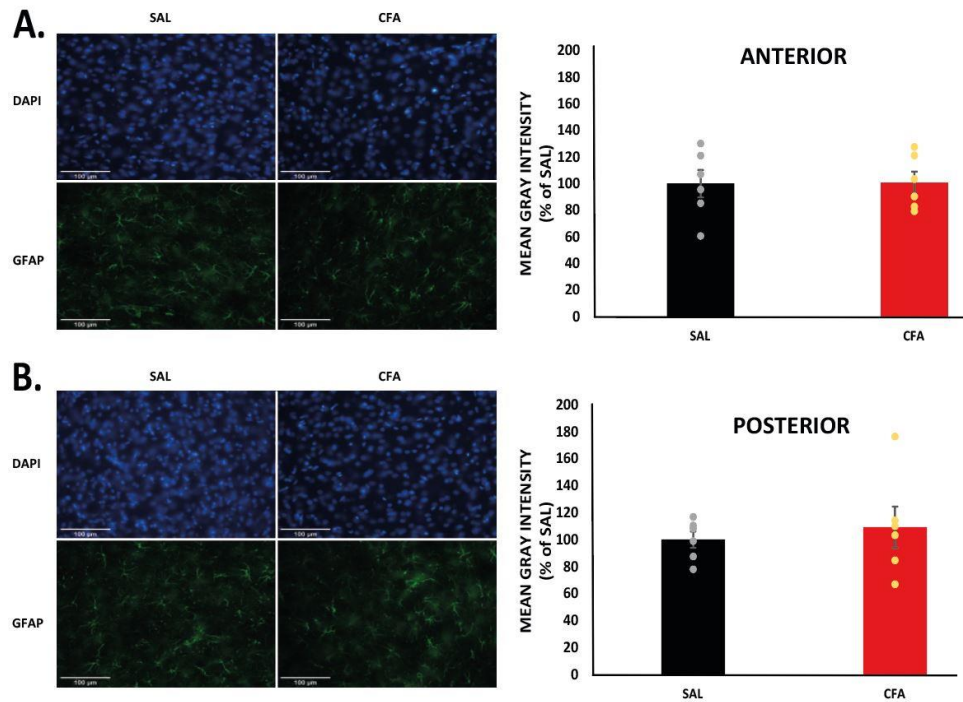 A.
SAL CFA
DAPI
100 µm 100 µm
GFAP
100 µm 100 µm
ANTERIOR
MEAN GRAY INTENSITY
(% of SAL)
200
180
160
140
120
100
80
60
40
20
0
SAL CFA
B.
SAL CFA
DAPI
100 µm 100 µm
GFAP
100 µm 100 µm
POSTERIOR
MEAN GRAY INTENSITY
(% of SAL)
200
180
160
140
120
100
80
60
40
20
0
SAL CFA